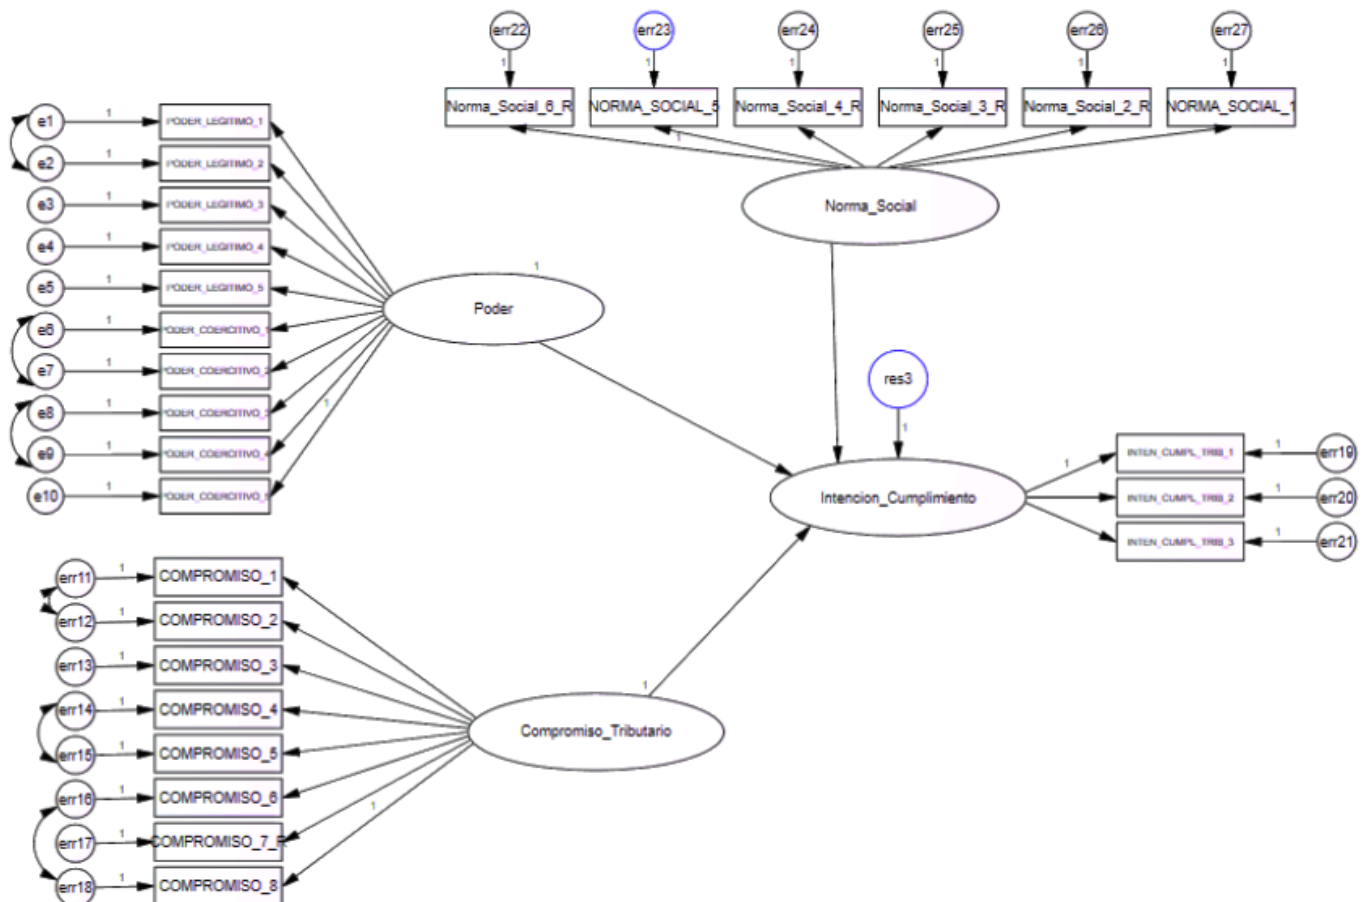 err22
err23
err24
err25
err26
err27
1
1
1
1
1
1
Norma_Social_6_R
NORMA_SOCIAL_5
Norma_Social_4_R
Norma_Social_3_R
Norma_Social_2_R
NORMA_SOCIAL_1
1
Norma_Social
e1
1
PODER_LEGITIMO_1
e2
1
PODER_LEGITIMO_2
e3
1
PODER_LEGITIMO_3
e4
1
PODER_LEGITIMO_4
e5
1
PODER_LEGITIMO_5
e6
1
PODER_COERCITIVO_1
e7
1
PODER_COERCITIVO_2
e8
1
PODER_COERCITIVO_3
e9
1
PODER_COERCITIVO_4
e10
1
PODER_COERCITIVO_5
1
1
Poder
res3
1
Intencion_Cumplimiento
1
INTEN_CUMPL_TRIB_1
1
err19
INTEN_CUMPL_TRIB_2
1
err20
INTEN_CUMPL_TRIB_3
1
err21
err11
1
COMPROMISO_1
err12
1
COMPROMISO_2
err13
1
COMPROMISO_3
err14
1
COMPROMISO_4
err15
1
COMPROMISO_5
err16
1
COMPROMISO_6
err17
1
COMPROMISO_7_R
err18
1
COMPROMISO_8
1
1
Compromiso_Tributario